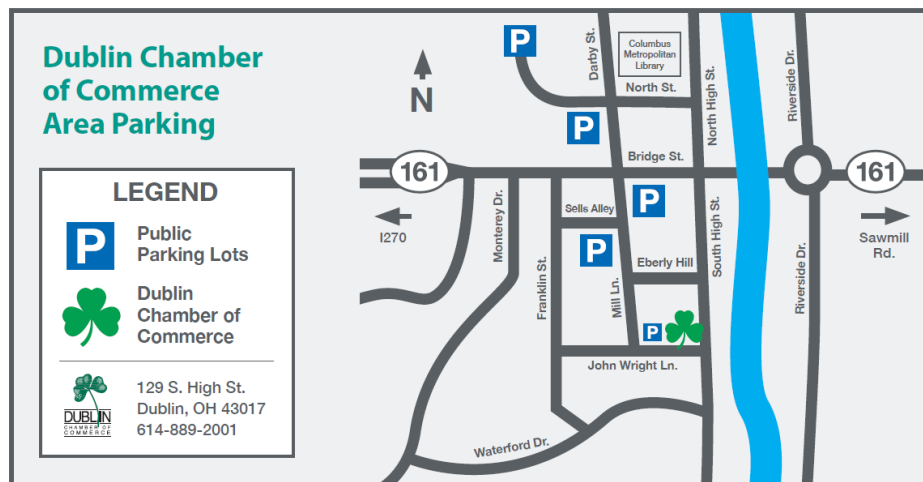 Dublin Chamber
of Commerce
Area Parking
N
LEGEND
P
Public
Parking Lots
Dublin
Chamber of
Commerce
DUBLIN
CHAMBER OF
COMMERCE
129 S. High St.
Dublin, OH 43017
614-889-2001
P
Darby St.
Columbus
Metropolitan
Library
North St.
North High St.
Riverside Dr.
P
Bridge St.
161
161
I270
Sawmill
Rd.
Monterey Dr.
Sells Alley
P
South High St.
Franklin St.
P
Mill Ln.
Eberly Hill
Riverside Dr.
P
John Wright Ln.
Waterford Dr.